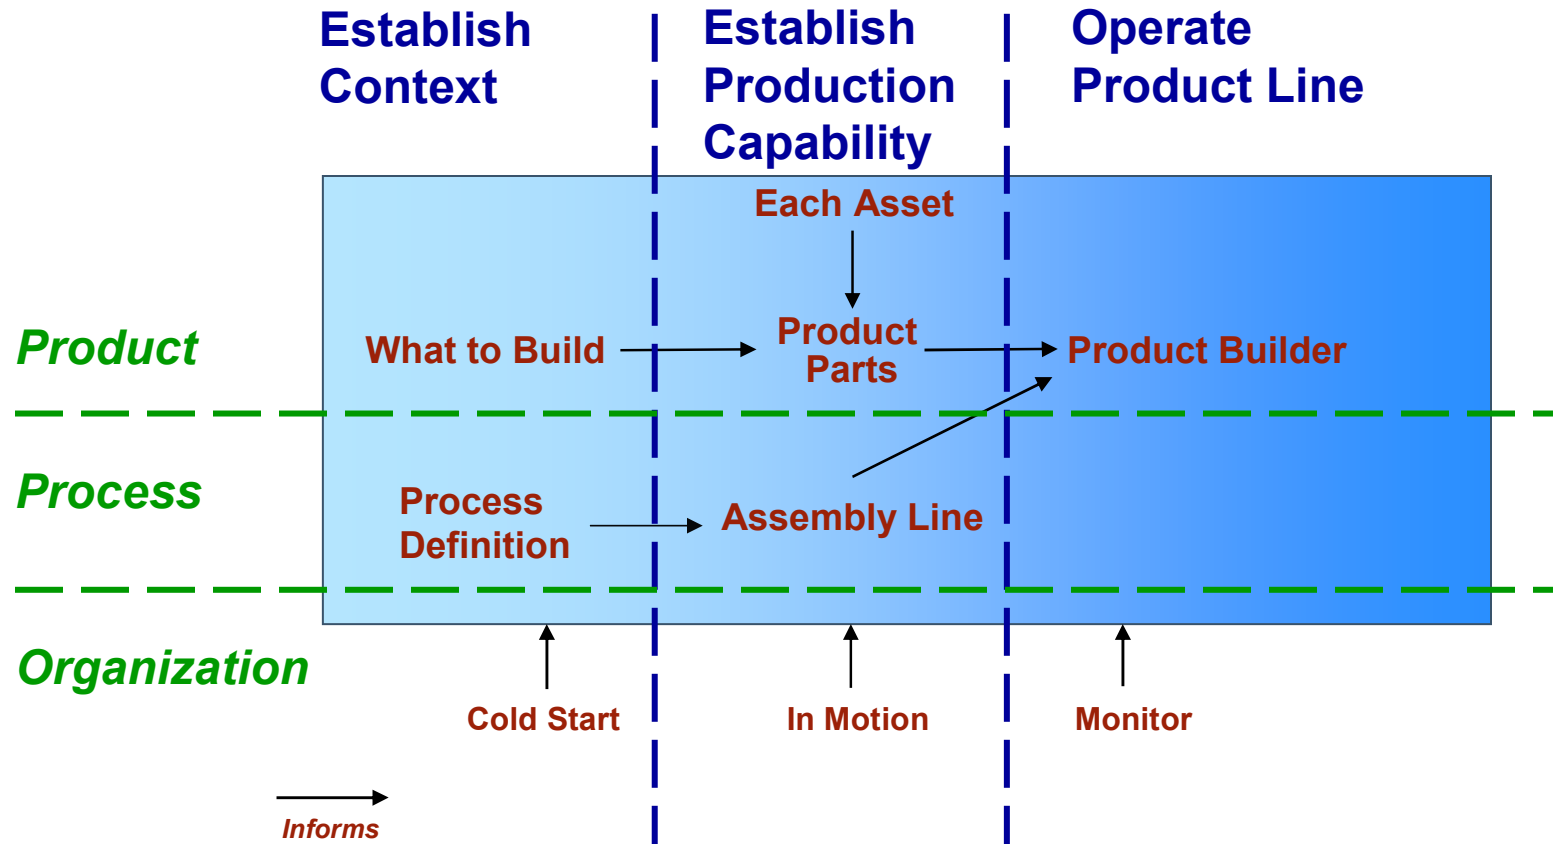 Establish
Context
Establish
Production
Capability
Operate
Product Line
Each Asset
Product
What to Build
Product
Parts
Product Builder
Process
Process
Definition
Assembly Line
Organization
Cold Start
In Motion
Monitor
Informs